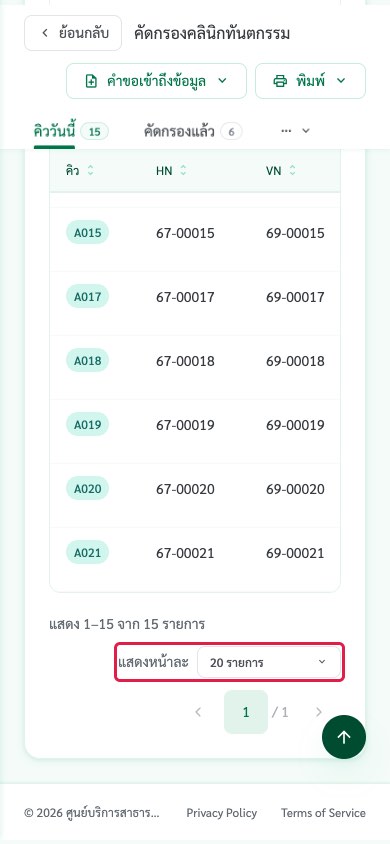 ย้อนกลับ คัดกรองคลินิกทันตกรรม
คำขอเข้าถึงข้อมูล พิมพ์
คิววันนี้ 15 คัดกรองแล้ว 6 ...
คิว HN VN
A015 67-00015 69-00015
A017 67-00017 69-00017
A018 67-00018 69-00018
A019 67-00019 69-00019
A020 67-00020 69-00020
A021 67-00021 69-00021
แสดง 1–15 จาก 15 รายการ
แสดงหน้าละ 20 รายการ
1 / 1
© 2026 ศูนย์บริการสาธาร... Privacy Policy Terms of Service